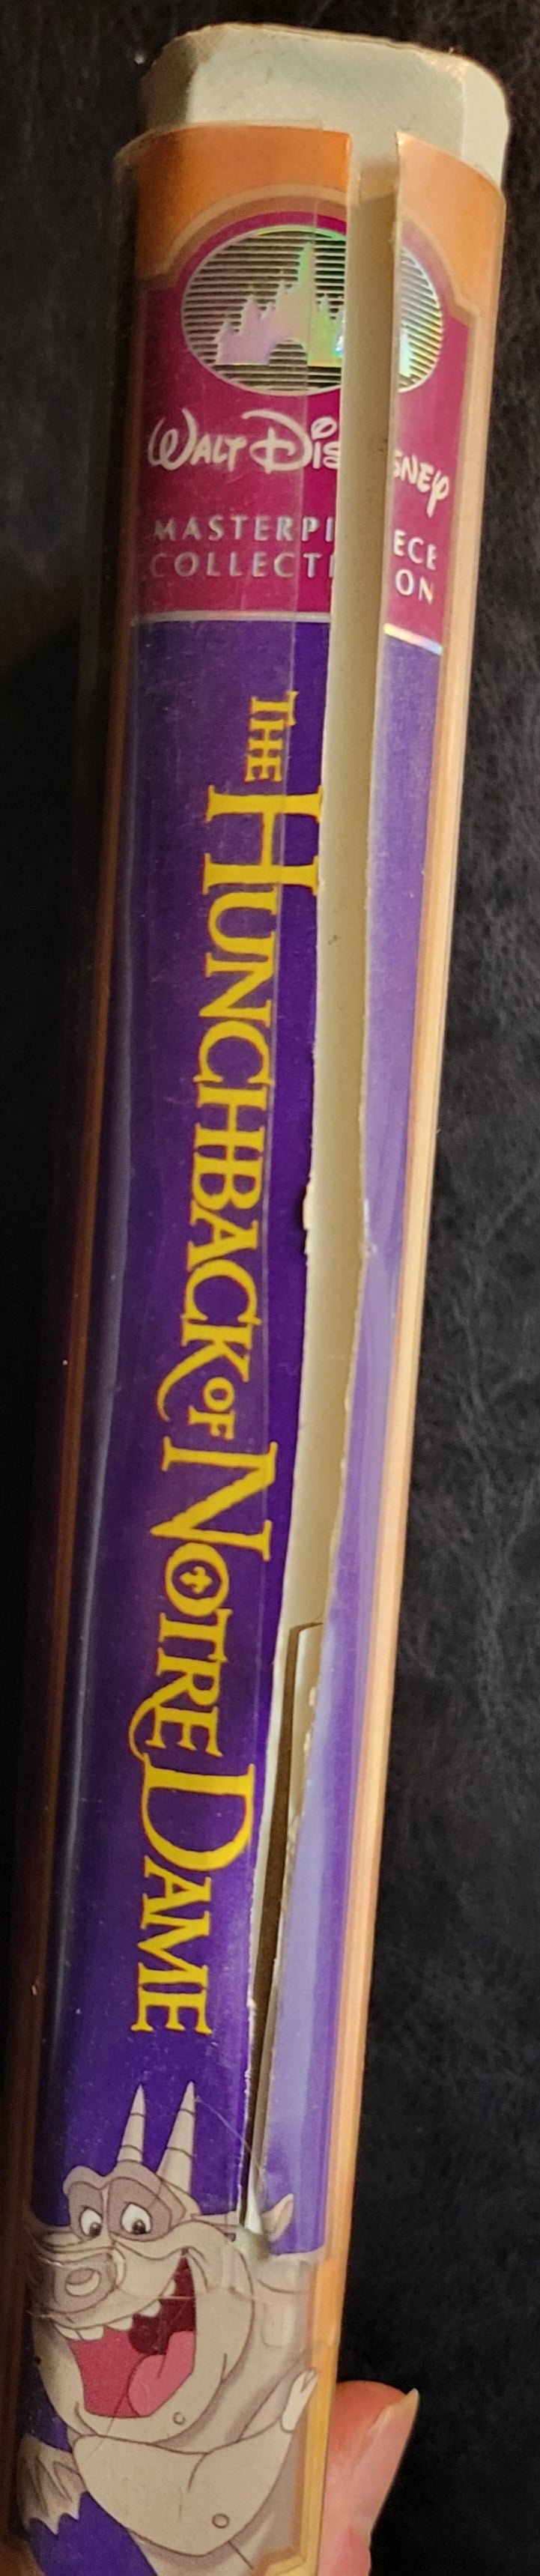 WALT DISNEY
MASTERPIECE
COLLECTION
THE HUNCHBACK OF NOTRE DAME